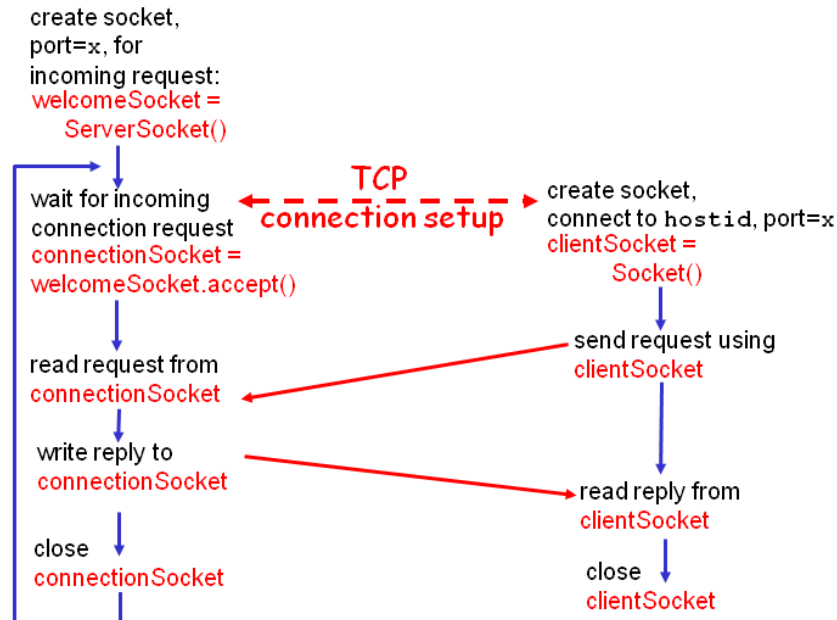 create socket,
port=x, for
incoming request:
welcomeSocket =
ServerSocket()
wait for incoming
connection request
connectionSocket =
welcomeSocket.accept()
TCP
connection setup
create socket,
connect to hostid, port=x
clientSocket =
Socket()
read request from
connectionSocket
send request using
clientSocket
write reply to
connectionSocket
read reply from
clientSocket
close
connectionSocket
close
clientSocket